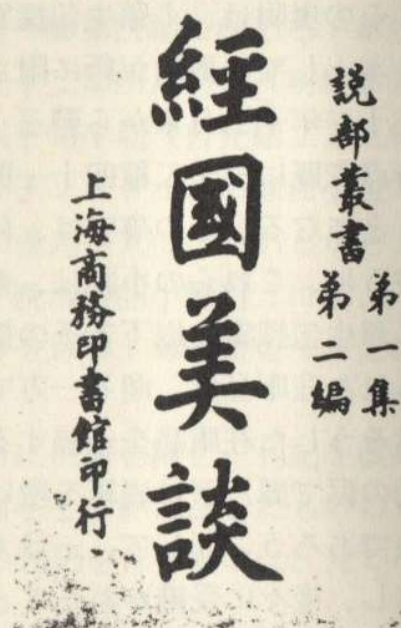 說部叢書
第一集
第二編
經國美談
上海商務印書館印行